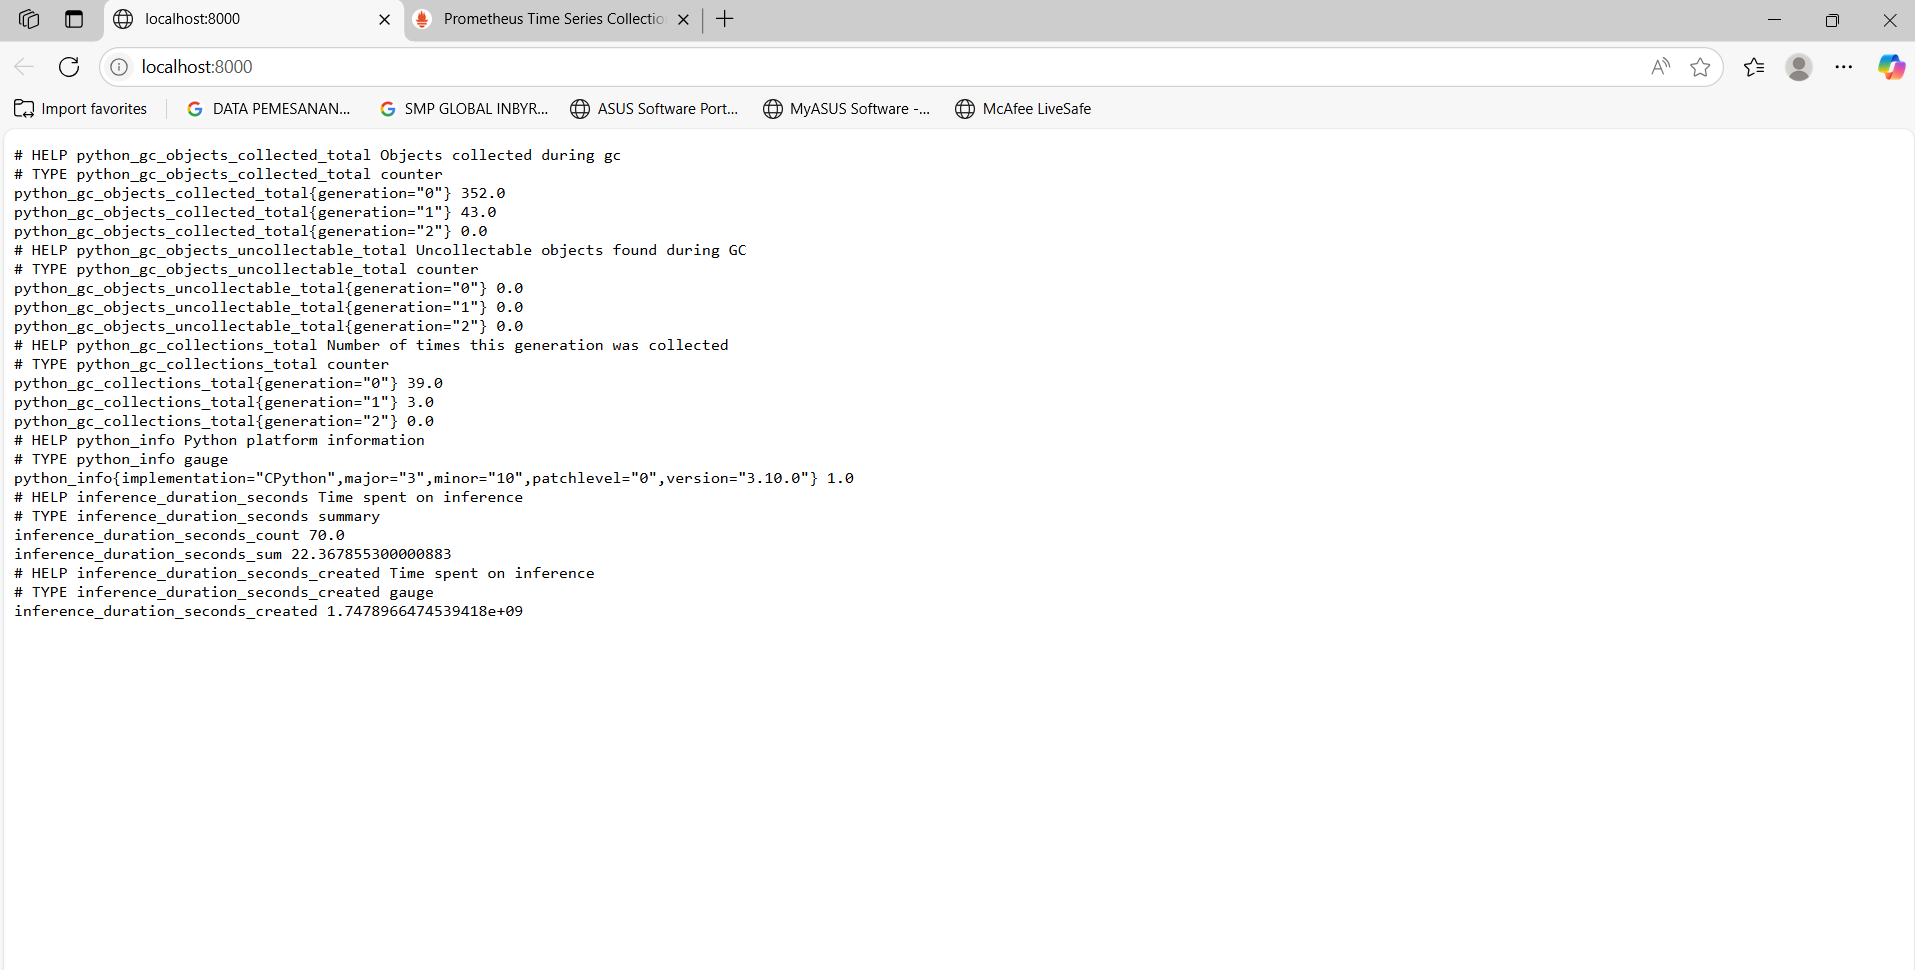 localhost:8000
Prometheus Time Series Collectio
localhost:8000
Import favorites
DATA PEMESANAN...
SMP GLOBAL INBYR...
ASUS Software Port...
MyASUS Software -...
McAfee LiveSafe
# HELP python_gc_objects_collected_total Objects collected during gc
# TYPE python_gc_objects_collected_total counter
python_gc_objects_collected_total{generation="0"} 352.0
python_gc_objects_collected_total{generation="1"} 43.0
python_gc_objects_collected_total{generation="2"} 0.0
# HELP python_gc_objects_uncollectable_total Uncollectable objects found during GC
# TYPE python_gc_objects_uncollectable_total counter
python_gc_objects_uncollectable_total{generation="0"} 0.0
python_gc_objects_uncollectable_total{generation="1"} 0.0
python_gc_objects_uncollectable_total{generation="2"} 0.0
# HELP python_gc_collections_total Number of times this generation was collected
# TYPE python_gc_collections_total counter
python_gc_collections_total{generation="0"} 39.0
python_gc_collections_total{generation="1"} 3.0
python_gc_collections_total{generation="2"} 0.0
# HELP python_info Python platform information
# TYPE python_info gauge
python_info{implementation="CPython",major="3",minor="10",patchlevel="0",version="3.10.0"} 1.0
# HELP inference_duration_seconds Time spent on inference
# TYPE inference_duration_seconds summary
inference_duration_seconds_count 70.0
inference_duration_seconds_sum 22.367855300000883
# HELP inference_duration_seconds_created Time spent on inference
# TYPE inference_duration_seconds_created gauge
inference_duration_seconds_created 1.7478966474539418e+09